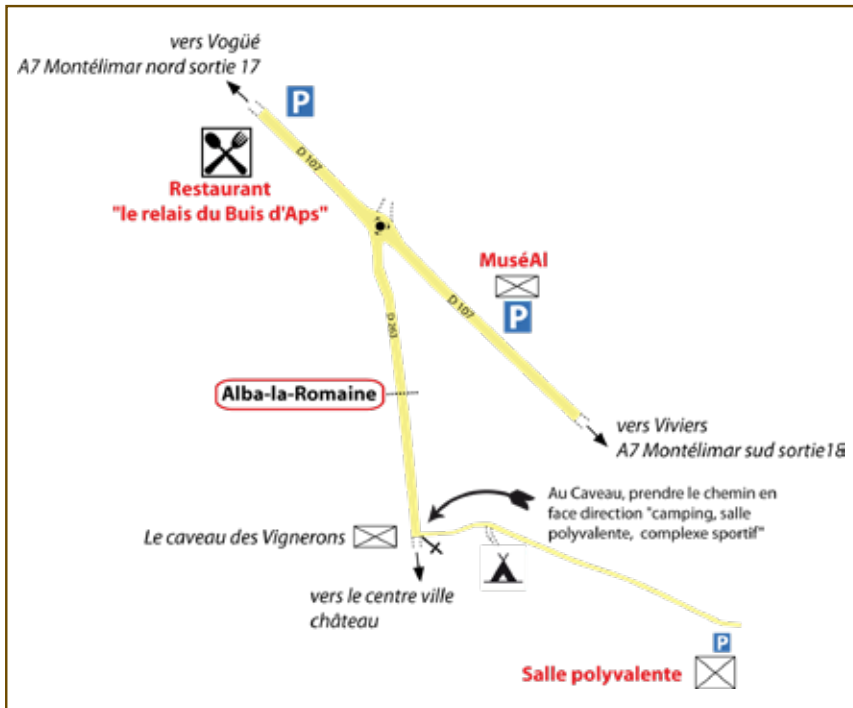 vers Vogüé
A7 Montélimar nord sortie 17
P
D 107
Restaurant
"le relais du Buis d'Aps"
MuséAl
D 107
P
D 263
Alba-la-Romaine
vers Viviers
A7 Montélimar sud sortie18
Au Caveau, prendre le chemin en
face direction "camping, salle
polyvalente, complexe sportif"
Le caveau des Vignerons
vers le centre ville
château
P
Salle polyvalente